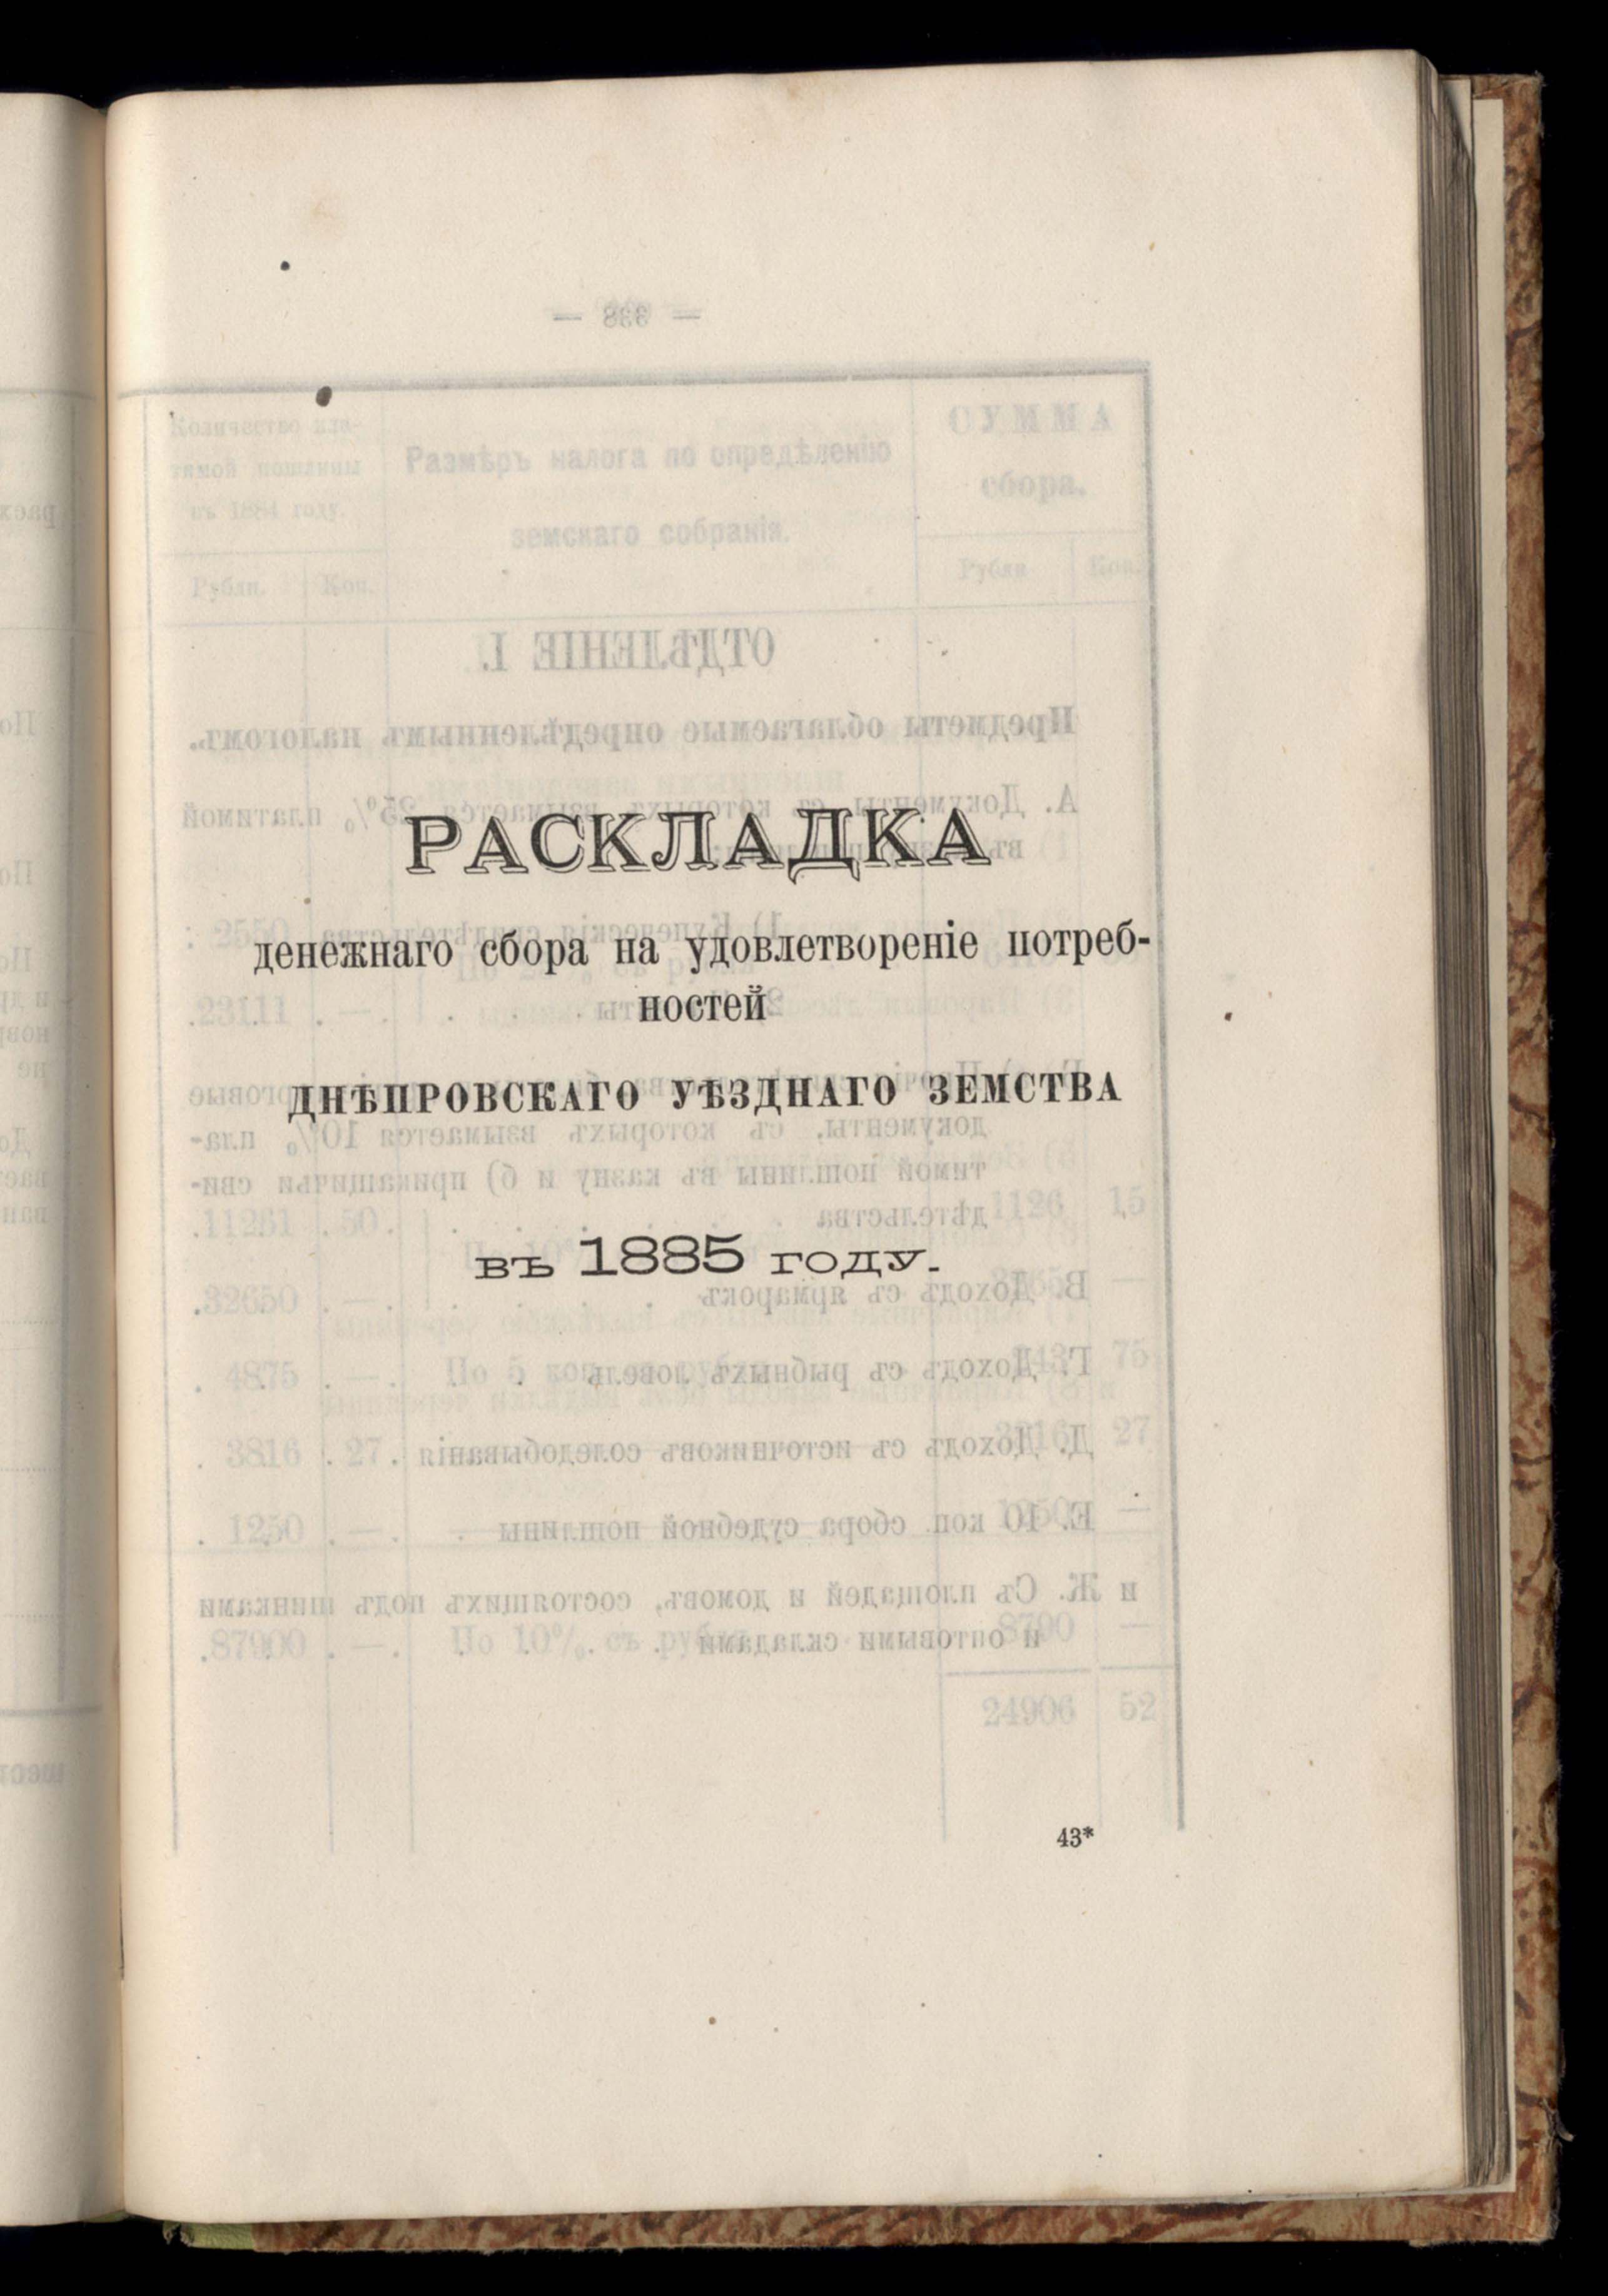 РАСКЛАДКА
денежнаго сбора на удовлетвореніе потреб-
ностей
ДНѢПРОВСКАГО УѢЗДНАГО ЗЕМСТВА
въ 1885 году.
43*